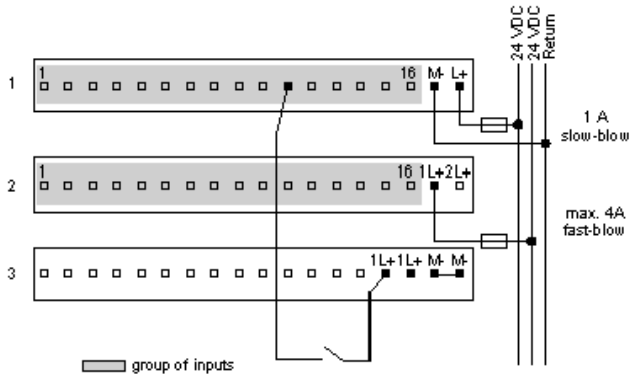 24 VDC
24 VDC
Return
1 16 M- L+
1
1 A
slow-blow
1 16 1L+ 2L+
2
max. 4A
fast-blow
1L+ 1L+ M- M-
3
group of inputs